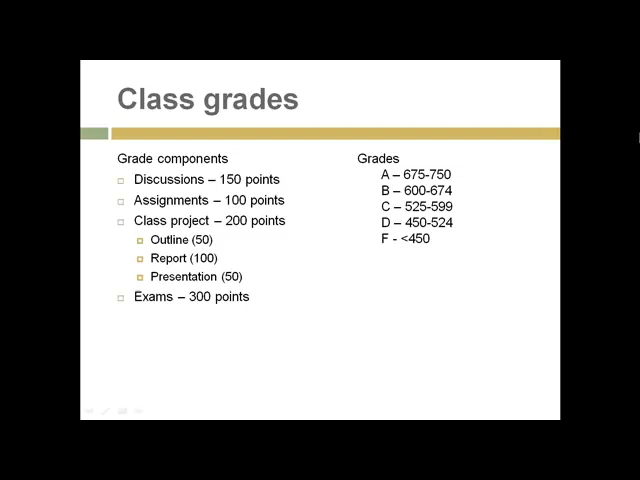 Class grades
Grade components
Discussions – 150 points
Assignments – 100 points
Class project – 200 points
Outline (50)
Report (100)
Presentation (50)
Exams – 300 points
Grades
A – 675-750
B – 600-674
C – 525-599
D – 450-524
F - <450